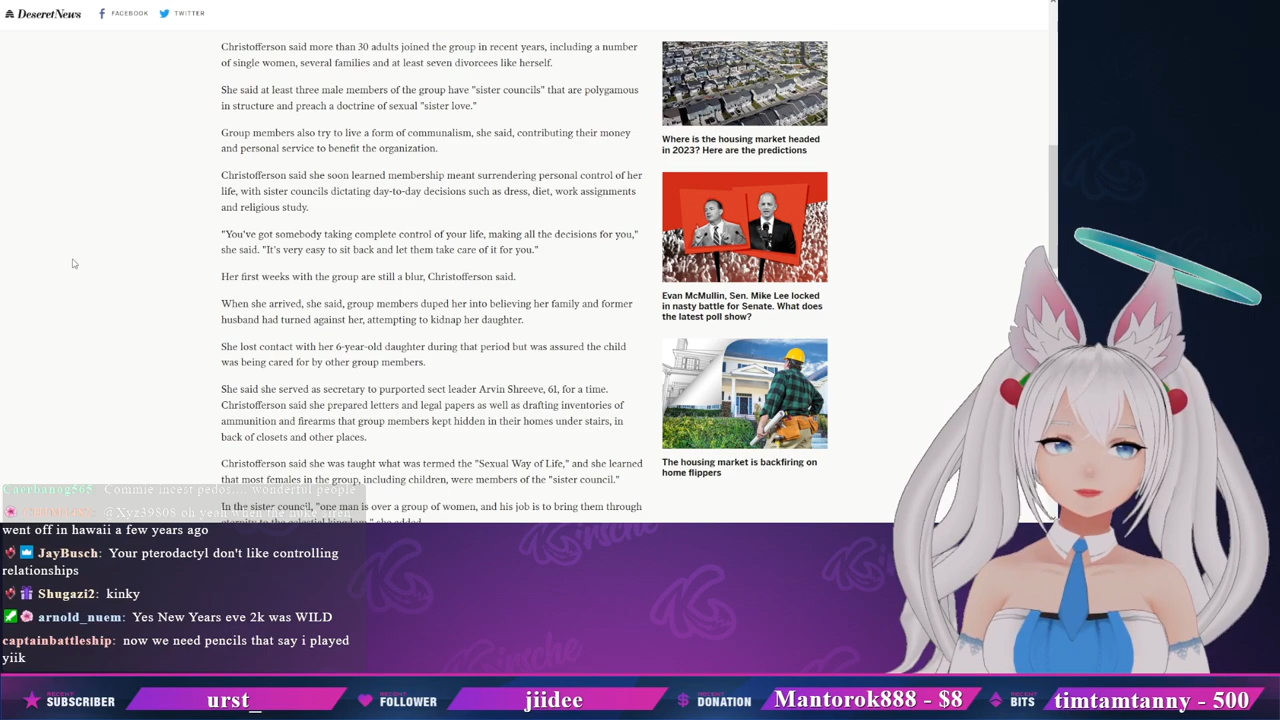 DeseretNews FACEBOOK TWITTER
Christofferson said more than 30 adults joined the group in recent years, including a number
of single women, several families and at least seven divorcees like herself.
She said at least three male members of the group have "sister councils" that are polygamous
in structure and preach a doctrine of sexual "sister love."
Group members also try to live a form of communalism, she said, contributing their money
and personal service to benefit the organization.
Christofferson said she soon learned membership meant surrendering personal control of her
life, with sister councils dictating day-to-day decisions such as dress, diet, work assignments
and religious study.
"You've got somebody taking complete control of your life, making all the decisions for you,"
she said. "It's very easy to sit back and let them take care of it for you."
Her first weeks with the group are still a blur, Christofferson said.
When she arrived, she said, group members duped her into believing her family and former
husband had turned against her, attempting to kidnap her daughter.
She lost contact with her 6-year-old daughter during that period but was assured the child
was being cared for by other group members.
She said she served as secretary to purported sect leader Arvin Shreeve, 61, for a time.
Christofferson said she prepared letters and legal papers as well as drafting inventories of
ammunition and firearms that group members kept hidden in their homes under stairs, in
back of closets and other places.
Christofferson said she was taught what was termed the "Sexual Way of Life," and she learned
that most females in the group, including children, were members of the "sister council."
In the sister council, "one man is over a group of women, and his job is to bring them through
eternity to the celestial kingdom," she added.
Where is the housing market headed
in 2023? Here are the predictions
Evan McMullin, Sen. Mike Lee locked
in nasty battle for Senate. What does
the latest poll show?
The housing market is backfiring on
home flippers
Caerbanog565: Commie incest pedos.... wonderful people
@Xyz39808 oh yeah when the nuke siren
went off in hawaii a few years ago
JayBusch: Your pterodactyl don't like controlling
relationships
Shugazi2: kinky
arnold_nuem: Yes New Years eve 2k was WILD
captainbattleship: now we need pencils that say i played
yiik
RECENT SUBSCRIBER urst_
RECENT FOLLOWER jiidee
RECENT DONATION Mantorok888 - $8
RECENT BITS timtamtanny - 500